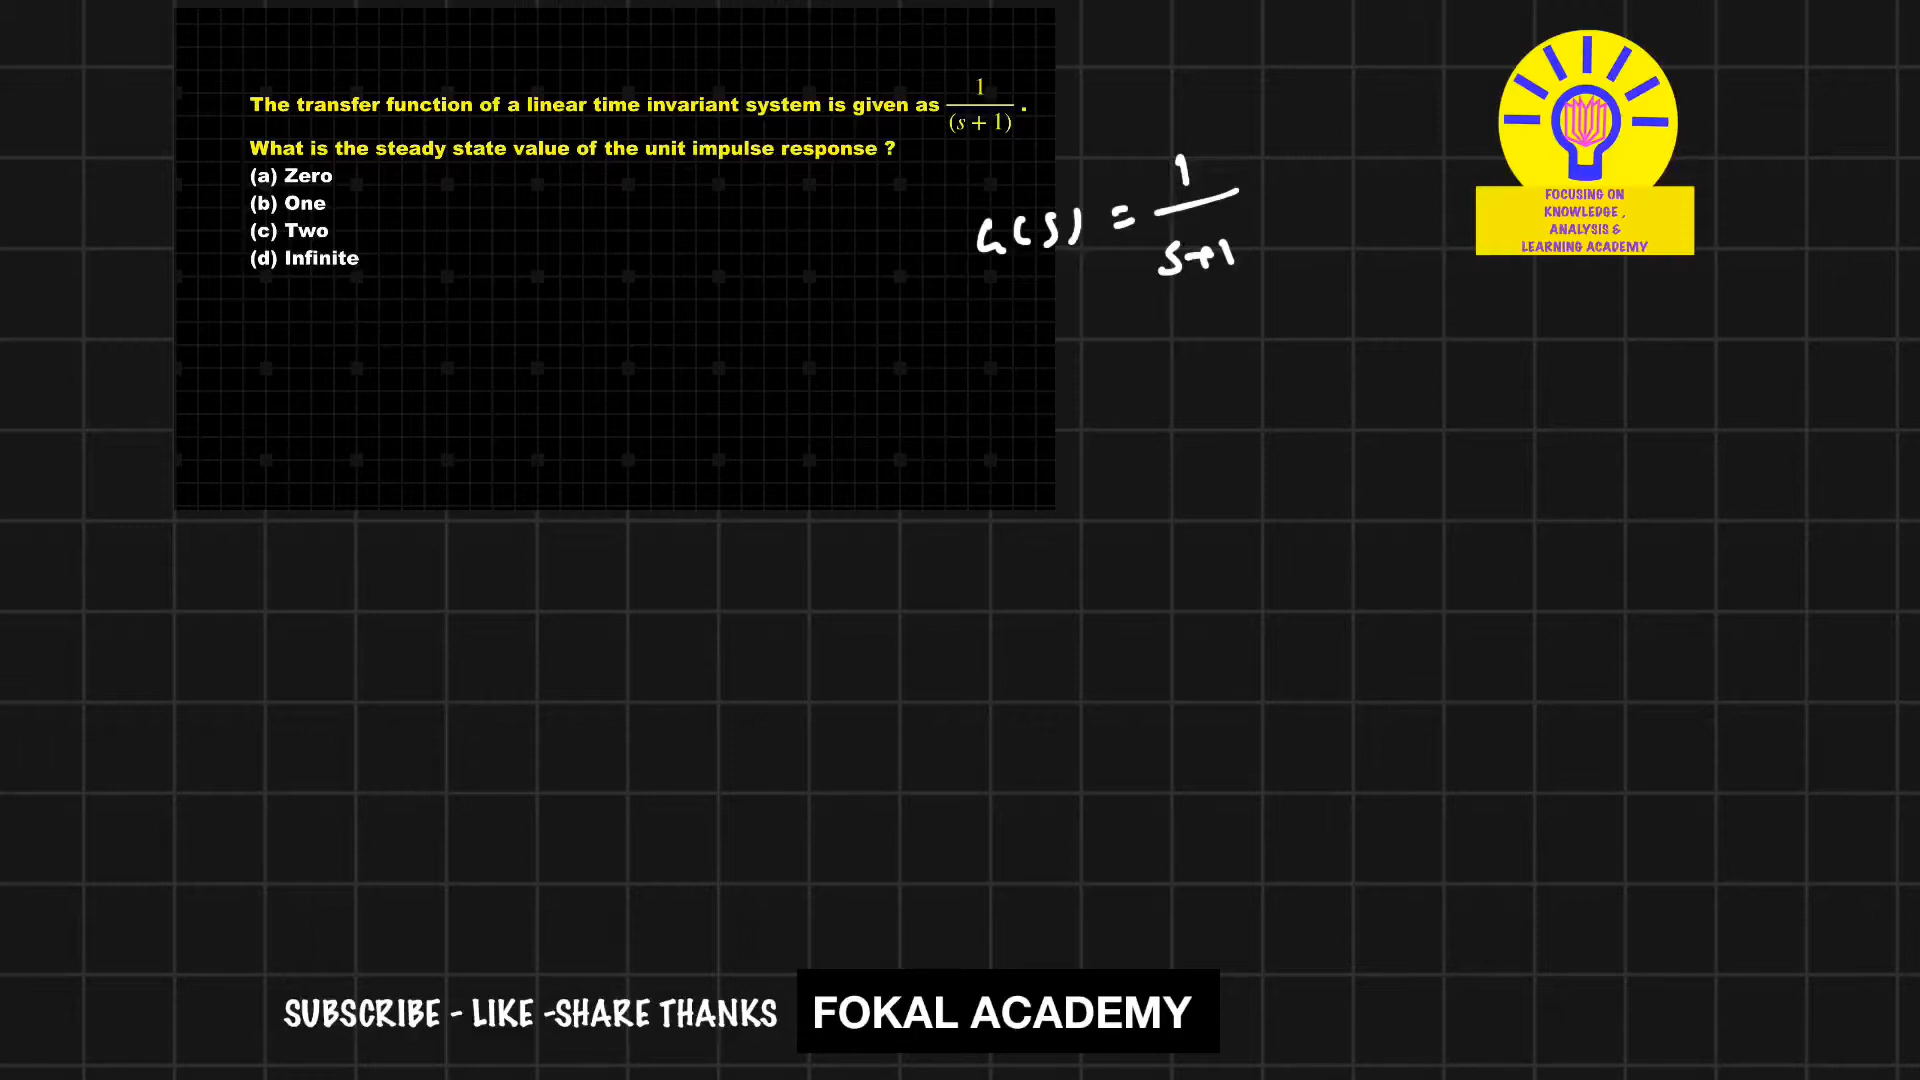 The transfer function of a linear time invariant system is given as 1/(s + 1) .
What is the steady state value of the unit impulse response ?
(a) Zero
(b) One
(c) Two
(d) Infinite
G(S) = 1/S+1
FOCUSING ON
KNOWLEDGE ,
ANALYSIS &
LEARNING ACADEMY
SUBSCRIBE - LIKE -SHARE THANKS
FOKAL ACADEMY